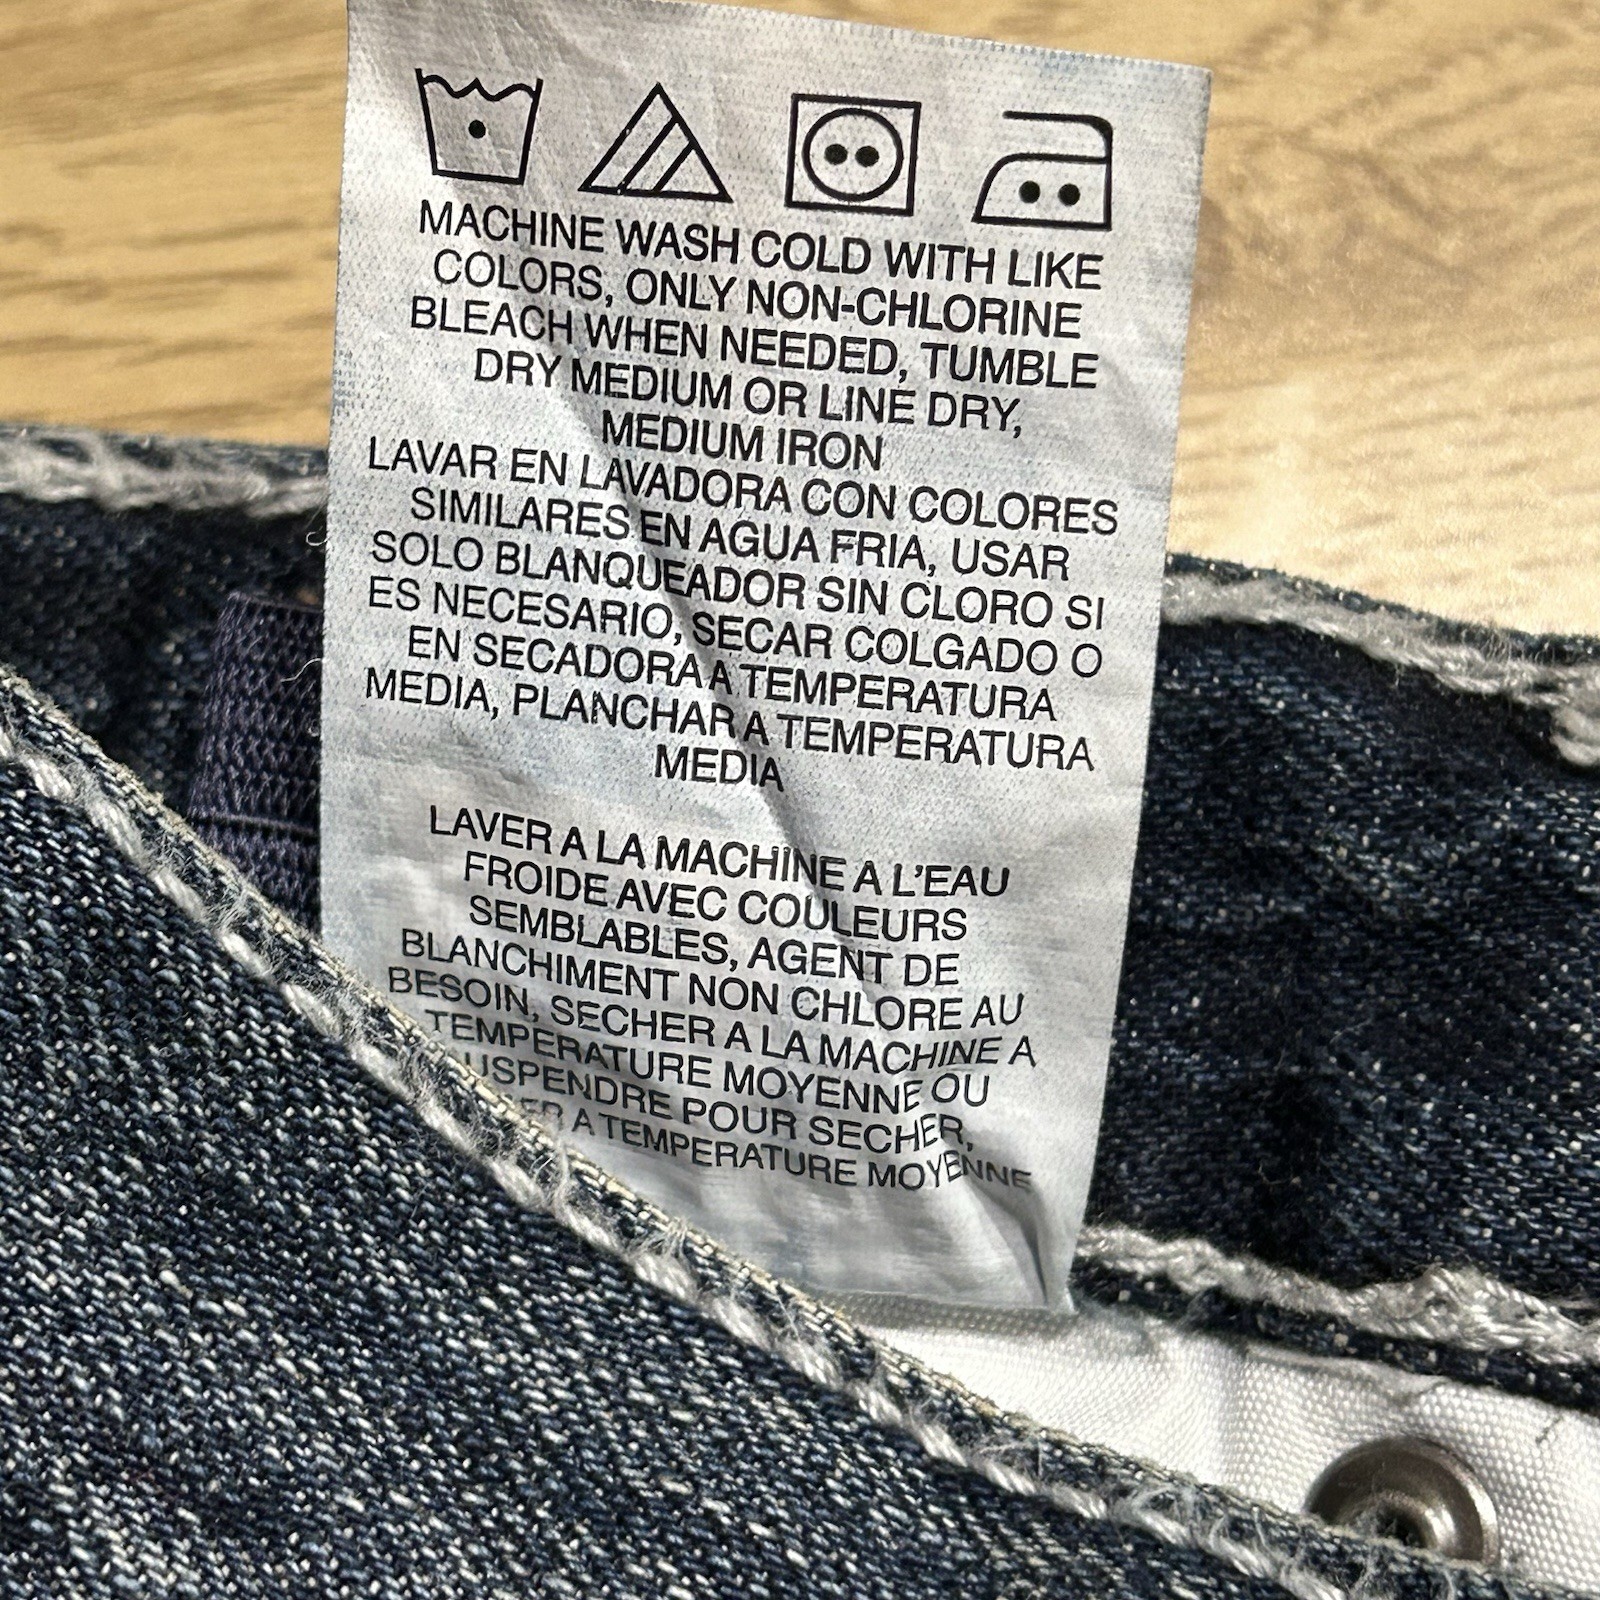 MACHINE WASH COLD WITH LIKE
COLORS, ONLY NON-CHLORINE
BLEACH WHEN NEEDED, TUMBLE
DRY MEDIUM OR LINE DRY,
MEDIUM IRON
LAVAR EN LAVADORA CON COLORES
SIMILARES EN AGUA FRIA, USAR
SOLO BLANQUEADOR SIN CLORO SI
ES NECESARIO, SECAR COLGADO O
EN SECADORA A TEMPERATURA
MEDIA, PLANCHAR A TEMPERATURA
MEDIA
LAVER A LA MACHINE A L'EAU
FROIDE AVEC COULEURS
SEMBLABLES, AGENT DE
BLANCHIMENT NON CHLORE AU
BESOIN, SECHER A LA MACHINE A
TEMPERATURE MOYENNE OU
POUR SECHER,
A TEMPERATURE MOYENNE